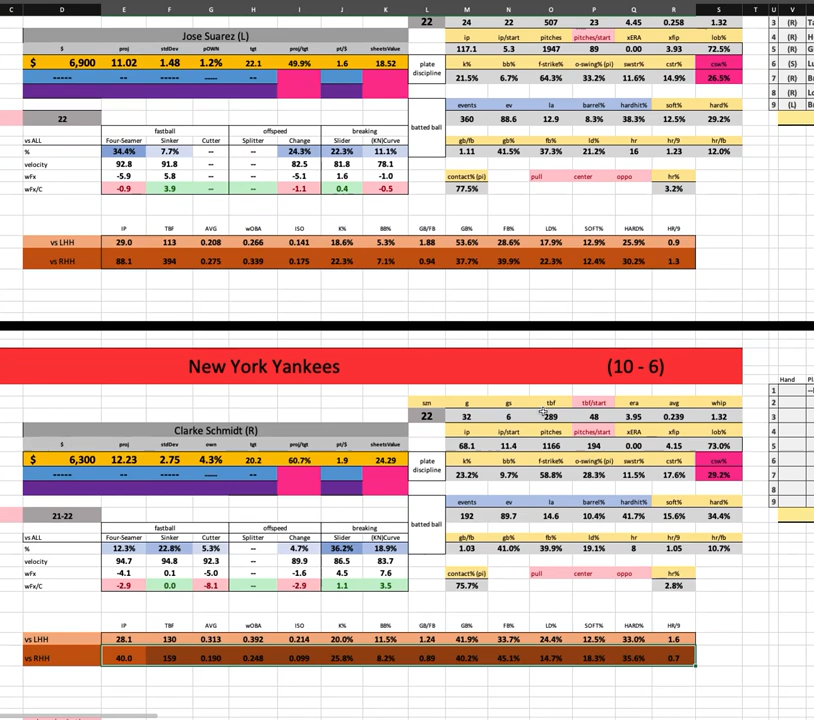 C D E F G H I J K L M N O P Q R S T U V
22 24 22 507 23 4.45 0.258 1.32 3 (R)
Jose Suarez (L) ip ip/start pitches pitches/start xERA xfip lob% 4 (R)
$ proj stdDev pOWN tgt proj/tgt pt/$ sheetsValue 117.1 5.3 1947 89 0.00 3.93 72.5% 5 (R)
$ 6,900 11.02 1.48 1.2% 22.1 49.9% 1.6 18.52 plate discipline k% bb% f-strike% o-swing% (pi) swstr% cstr% csw% 6 (S)
----- -- ----- ----- 21.5% 6.7% 64.3% 33.2% 11.6% 14.9% 26.5% 7 (R)
8 (R)
batted ball events ev la barrel% hardhit% soft% hard% 9 (L)
22 360 88.6 12.9 8.3% 38.3% 12.5% 29.2%
fastball offspeed breaking gb/fb gb% fb% ld% hr hr/9 hr/fb
vs ALL Four-Seamer Sinker Cutter Splitter Change Slider (KN)Curve 1.11 41.5% 37.3% 21.2% 16 1.23 12.0%
% 34.4% 7.7% -- -- 24.3% 22.3% 11.1%
velocity 92.8 91.8 -- -- 82.5 81.8 78.1
wFx -5.9 5.8 -- -- -5.1 1.6 -1.0 contact% (pi) pull center oppo hr%
wFx/C -0.9 3.9 -- -- -1.1 0.4 -0.5 77.5% 3.2%
IP TBF AVG wOBA ISO K% BB% GB/FB GB% FB% LD% SOFT% HARD% HR/9
vs LHH 29.0 113 0.208 0.266 0.141 18.6% 5.3% 1.88 53.6% 28.6% 17.9% 12.9% 25.9% 0.9
vs RHH 88.1 394 0.275 0.339 0.175 22.3% 7.1% 0.94 37.7% 39.9% 22.3% 12.4% 30.2% 1.3
New York Yankees (10 - 6)
Hand
1
szn g gs tbf tbf/start era avg whip 2
22 32 6 289 48 3.95 0.239 1.32 3
Clarke Schmidt (R) ip ip/start pitches pitches/start xERA xfip lob% 4
$ proj stdDev own tgt proj/tgt pt/$ sheetsValue 68.1 11.4 1166 194 0.00 4.15 73.0% 5
$ 6,300 12.23 2.75 4.3% 20.2 60.7% 1.9 24.29 plate discipline k% bb% f-strike% o-swing% (pi) swstr% cstr% csw% 6
----- -- ----- ----- 23.2% 9.7% 58.8% 28.3% 11.5% 17.6% 29.2% 7
8
batted ball events ev la barrel% hardhit% soft% hard% 9
21-22 192 89.7 14.6 10.4% 41.7% 15.6% 34.4%
fastball offspeed breaking gb/fb gb% fb% ld% hr hr/9 hr/fb
vs ALL Four-Seamer Sinker Cutter Splitter Change Slider (KN)Curve 1.03 41.0% 39.9% 19.1% 8 1.05 10.7%
% 12.3% 22.8% 5.3% -- 4.7% 36.2% 18.9%
velocity 94.7 94.8 92.3 -- 89.9 86.5 83.7
wFx -4.1 0.1 -5.0 -- -1.6 4.5 7.6 contact% (pi) pull center oppo hr%
wFx/C -2.9 0.0 -8.1 -- -2.9 1.1 3.5 75.7% 2.8%
IP TBF AVG wOBA ISO K% BB% GB/FB GB% FB% LD% SOFT% HARD% HR/9
vs LHH 28.1 130 0.313 0.392 0.214 20.0% 11.5% 1.24 41.9% 33.7% 24.4% 12.5% 33.0% 1.6
vs RHH 40.0 159 0.190 0.248 0.099 25.8% 8.2% 0.89 40.2% 45.1% 14.7% 18.3% 35.6% 0.7